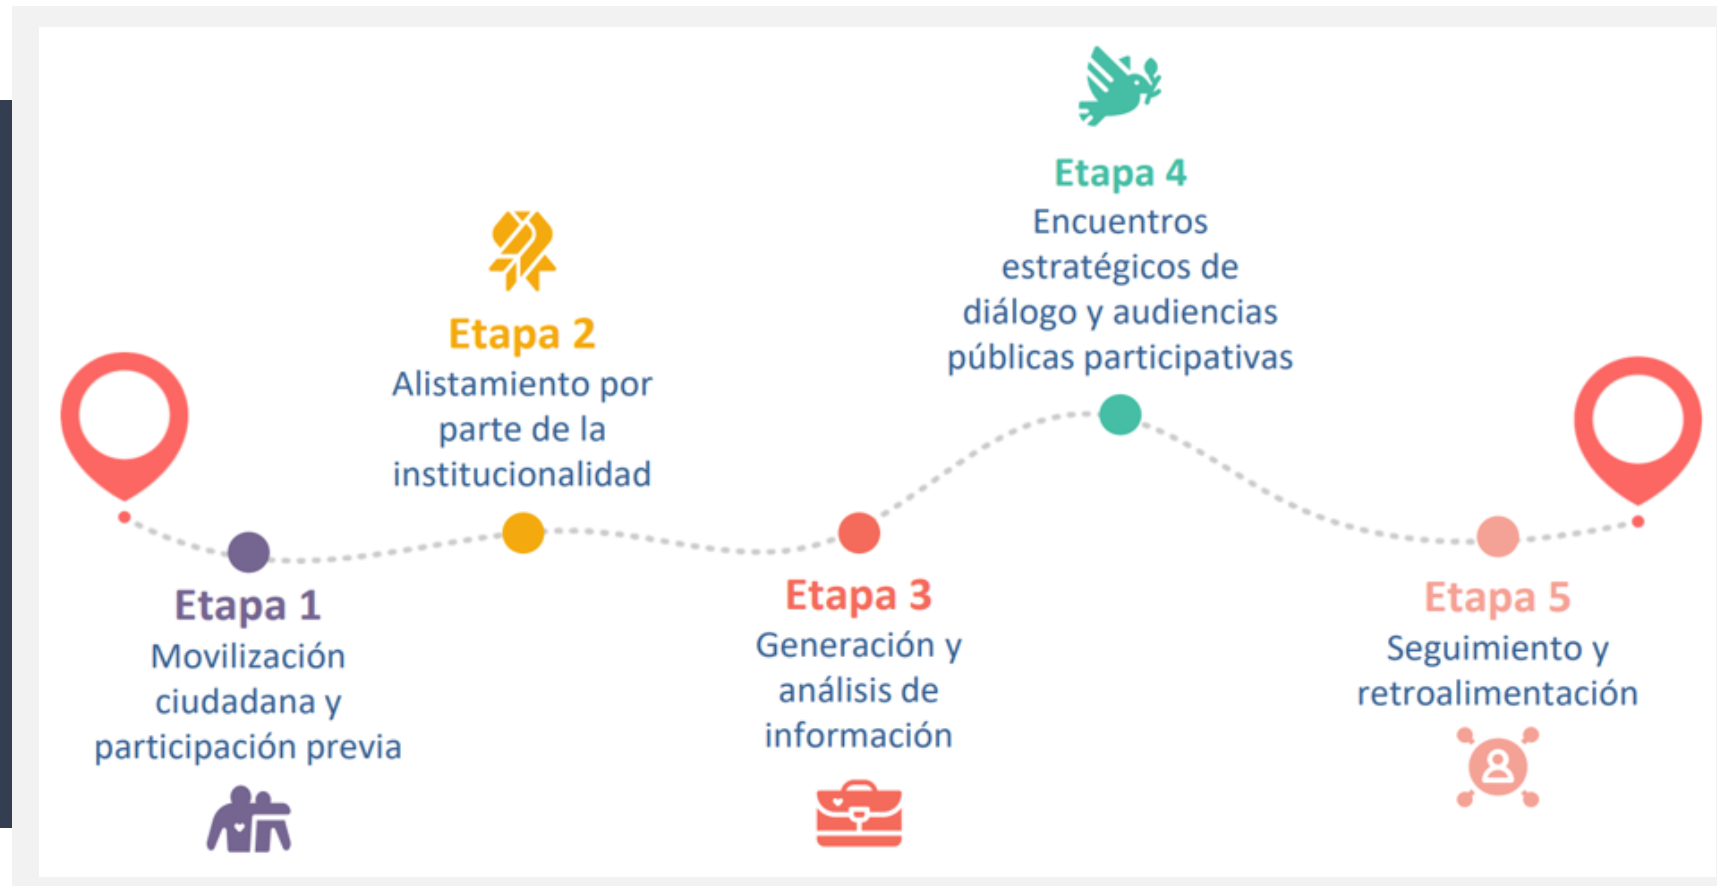 Etapa 1
Movilización
ciudadana y
participación previa
Etapa 2
Alistamiento por
parte de la
institucionalidad
Etapa 3
Generación y
análisis de
información
Etapa 4
Encuentros
estratégicos de
diálogo y audiencias
públicas participativas
Etapa 5
Seguimiento y
retroalimentación